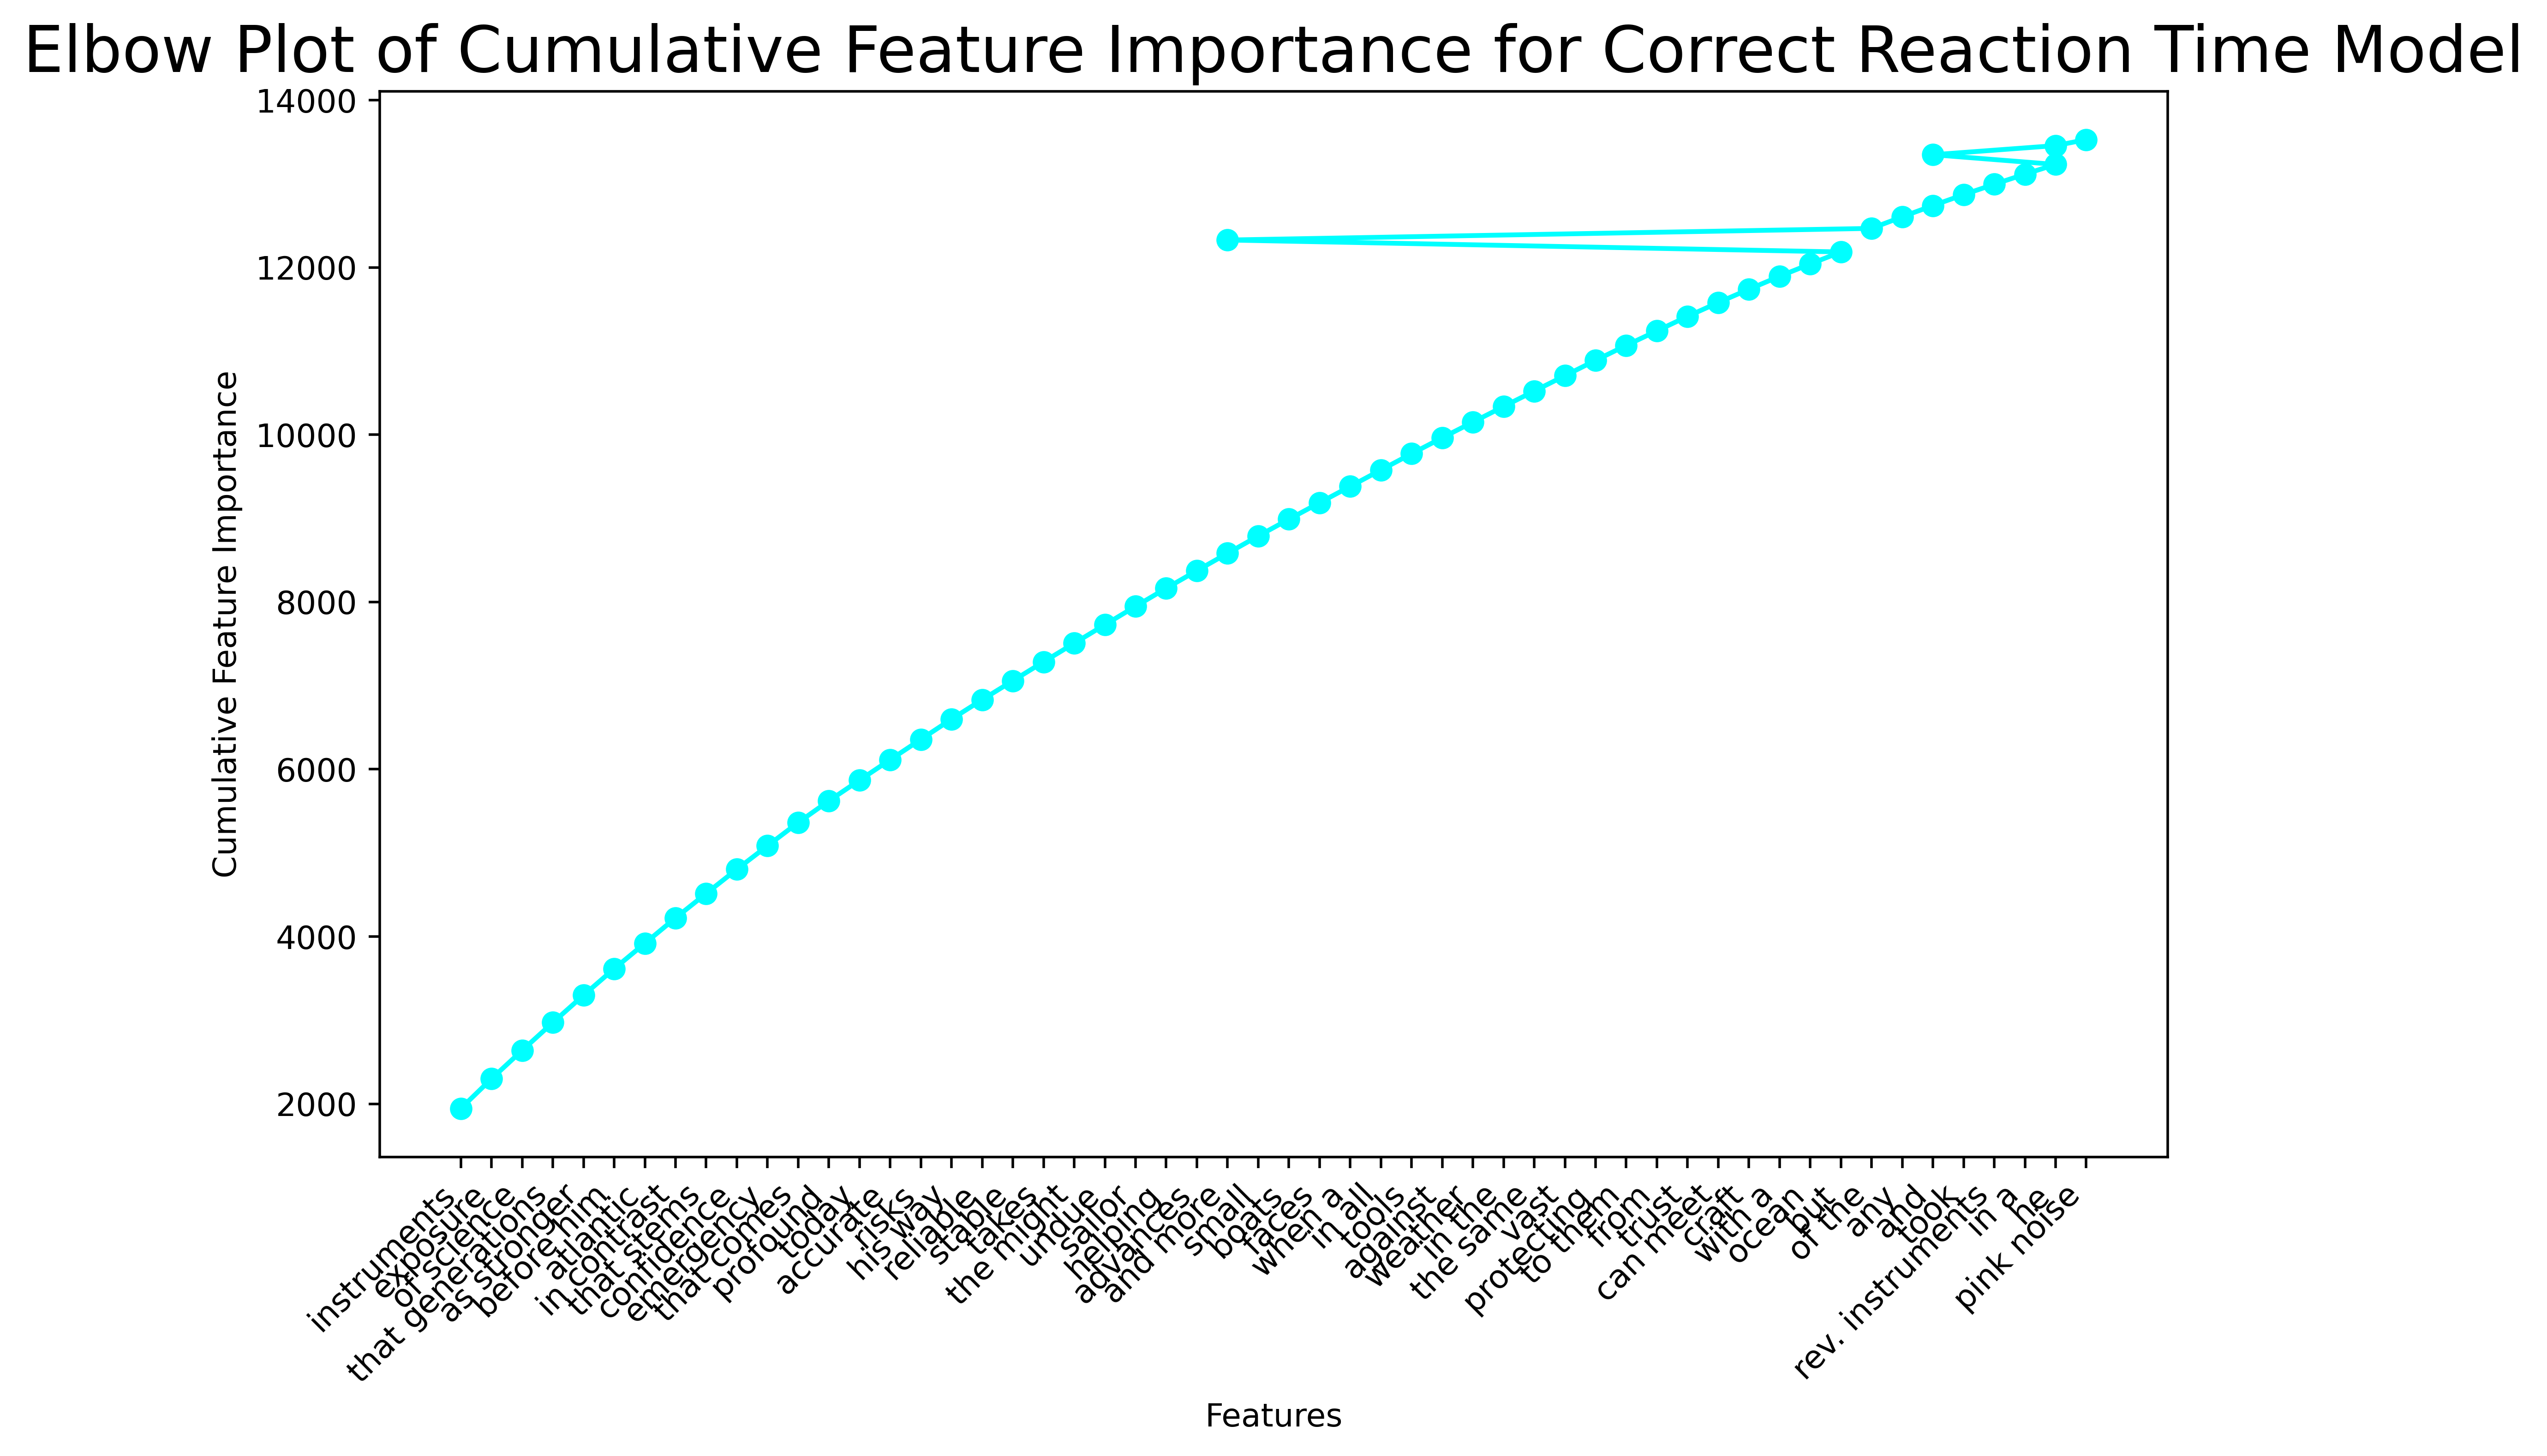 Elbow Plot of Cumulative Feature Importance for Correct Reaction Time Model
14000
12000
10000
8000
6000
4000
2000
Cumulative Feature Importance
instruments
exposure
of science
that generations
as stronger
before him
atlantic
in contrast
that stems
confidence
emergency
that comes
profound
today
accurate
risks
his way
reliable
stable
takes
the might
undue
sailor
helping
advances
and more
small
boats
faces
when a
in all
tools
against
weather
in the
the same
vast
protecting
to them
from
trust
can meet
craft
with a
ocean
but
of the
any
and
took
rev. instruments
in a
he
pink noise
Features